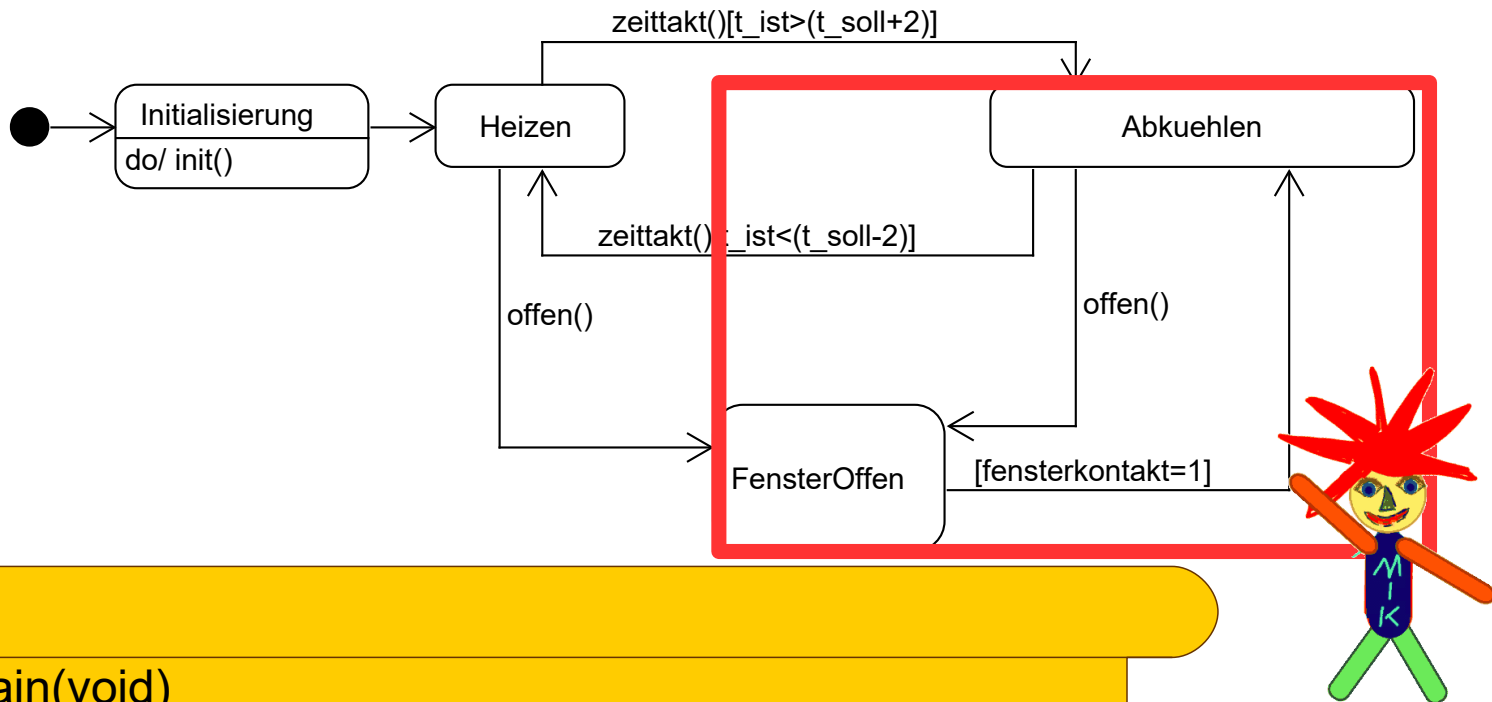 zeittakt()[t_ist>(t_soll+2)]
Initialisierung
do/ init()
Heizen
Abkuehlen
zeittakt() t_ist<(t_soll-2)]
offen()
offen()
FensterOffen
[fensterkontakt=1]
MIK
ain(void)